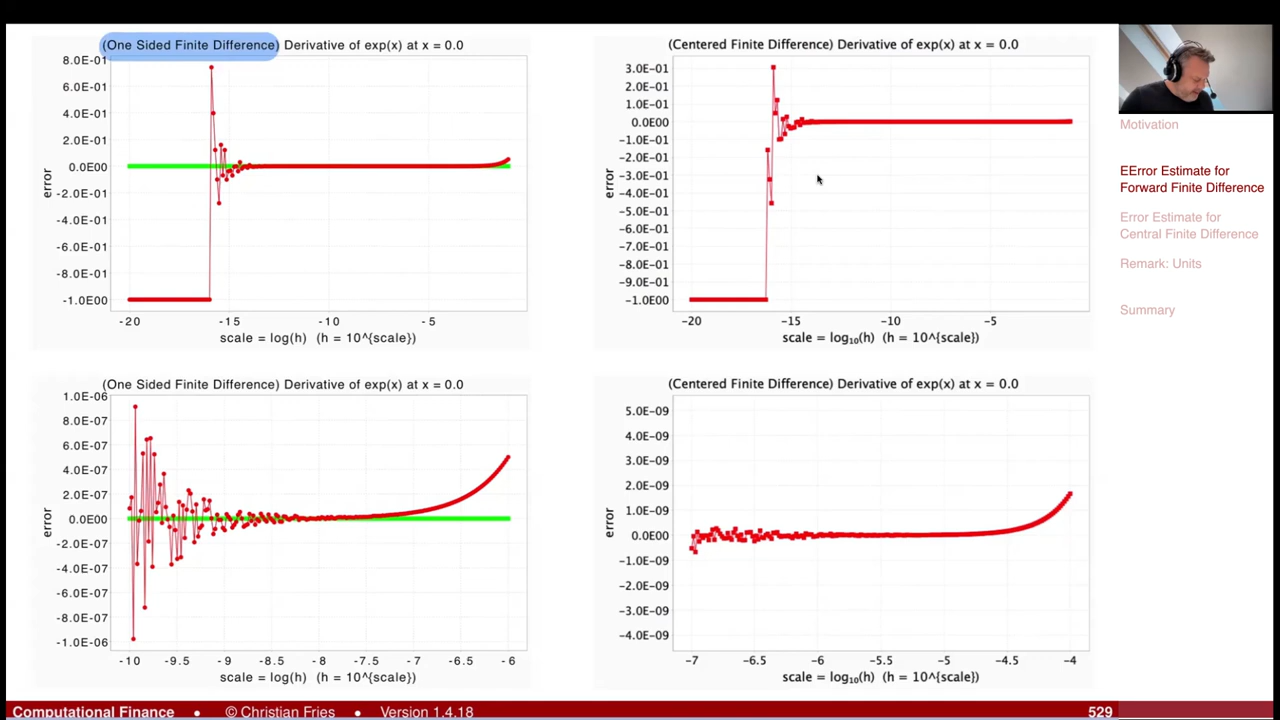 (One Sided Finite Difference) Derivative of exp(x) at x = 0.0
8.0E-01
6.0E-01
4.0E-01
2.0E-01
0.0E00
-2.0E-01
-4.0E-01
-6.0E-01
-8.0E-01
-1.0E00
error
-20
-15
-10
-5
scale = log(h) (h = 10^{scale})
(Centered Finite Difference) Derivative of exp(x) at x = 0.0
3.0E-01
2.0E-01
1.0E-01
0.0E00
-1.0E-01
-2.0E-01
-3.0E-01
-4.0E-01
-5.0E-01
-6.0E-01
-7.0E-01
-8.0E-01
-9.0E-01
-1.0E00
error
-20
-15
-10
-5
scale = log₁₀(h) (h = 10^{scale})
(One Sided Finite Difference) Derivative of exp(x) at x = 0.0
1.0E-06
8.0E-07
6.0E-07
4.0E-07
2.0E-07
0.0E00
-2.0E-07
-4.0E-07
-6.0E-07
-8.0E-07
-1.0E-06
error
-10
-9.5
-9
-8.5
-8
-7.5
-7
-6.5
-6
scale = log(h) (h = 10^{scale})
(Centered Finite Difference) Derivative of exp(x) at x = 0.0
5.0E-09
4.0E-09
3.0E-09
2.0E-09
1.0E-09
0.0E00
-1.0E-09
-2.0E-09
-3.0E-09
-4.0E-09
error
-7
-6.5
-6
-5.5
-5
-4.5
-4
scale = log₁₀(h) (h = 10^{scale})
Motivation
EError Estimate for
Forward Finite Difference
Error Estimate for
Central Finite Difference
Remark: Units
Summary
Computational Finance • © Christian Fries • Version 1.4.18
529